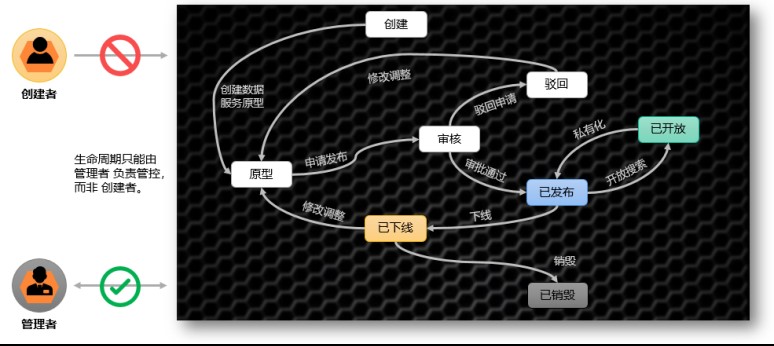 创建
创建者
创建数据
服务原型
修改调整
驳回
驳回申请
审核
已开放
私有化
生命周期只能由
管理者 负责管控，
而非 创建者。
申请发布
原型
审批通过
开放搜索
已发布
修改调整
下线
已下线
销毁
已销毁
管理者